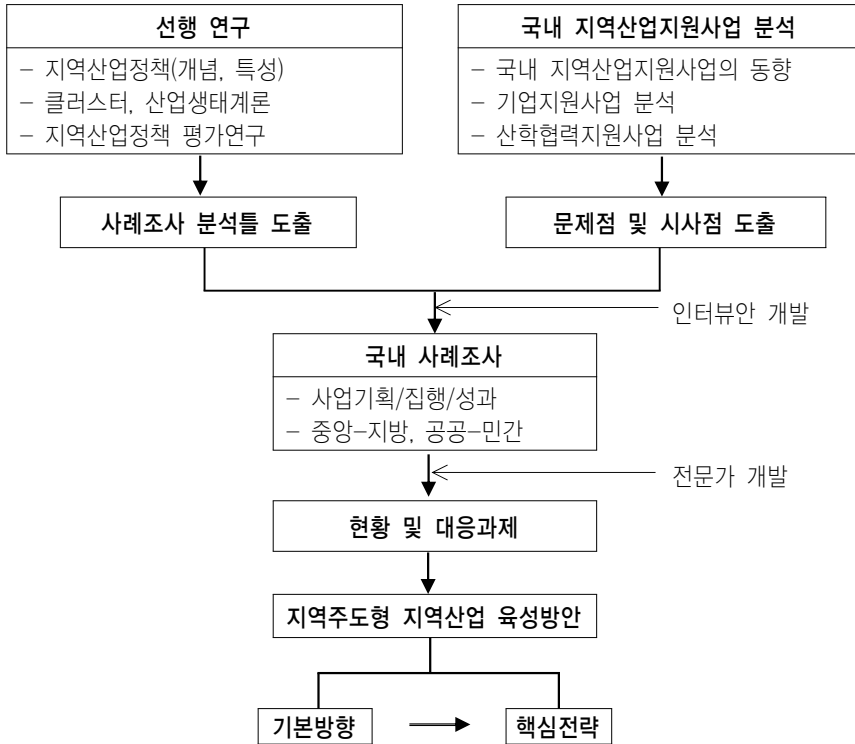 선행 연구
- 지역산업정책(개념, 특성)
- 클러스터, 산업생태계론
- 지역산업정책 평가연구
국내 지역산업지원사업 분석
- 국내 지역산업지원사업의 동향
- 기업지원사업 분석
- 산학협력지원사업 분석
사례조사 분석틀 도출
문제점 및 시사점 도출
인터뷰안 개발
국내 사례조사
- 사업기획/집행/성과
- 중앙-지방, 공공-민간
전문가 개발
현황 및 대응과제
지역주도형 지역산업 육성방안
기본방향
핵심전략